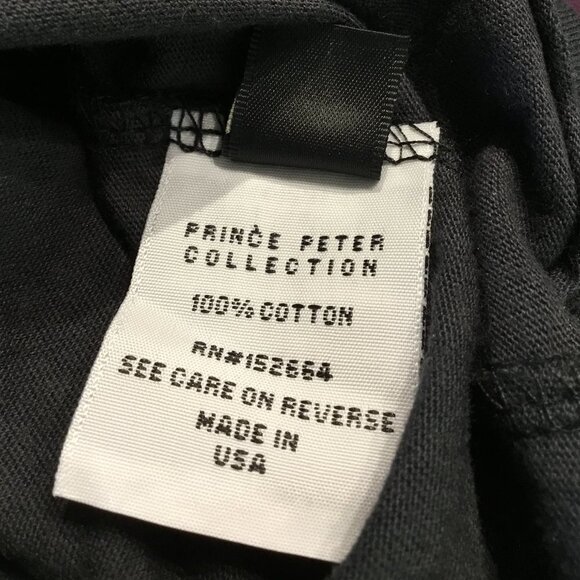 PRINCE PETER
COLLECTION
100% COTTON
RN#152664
SEE CARE ON REVERSE
MADE IN
USA